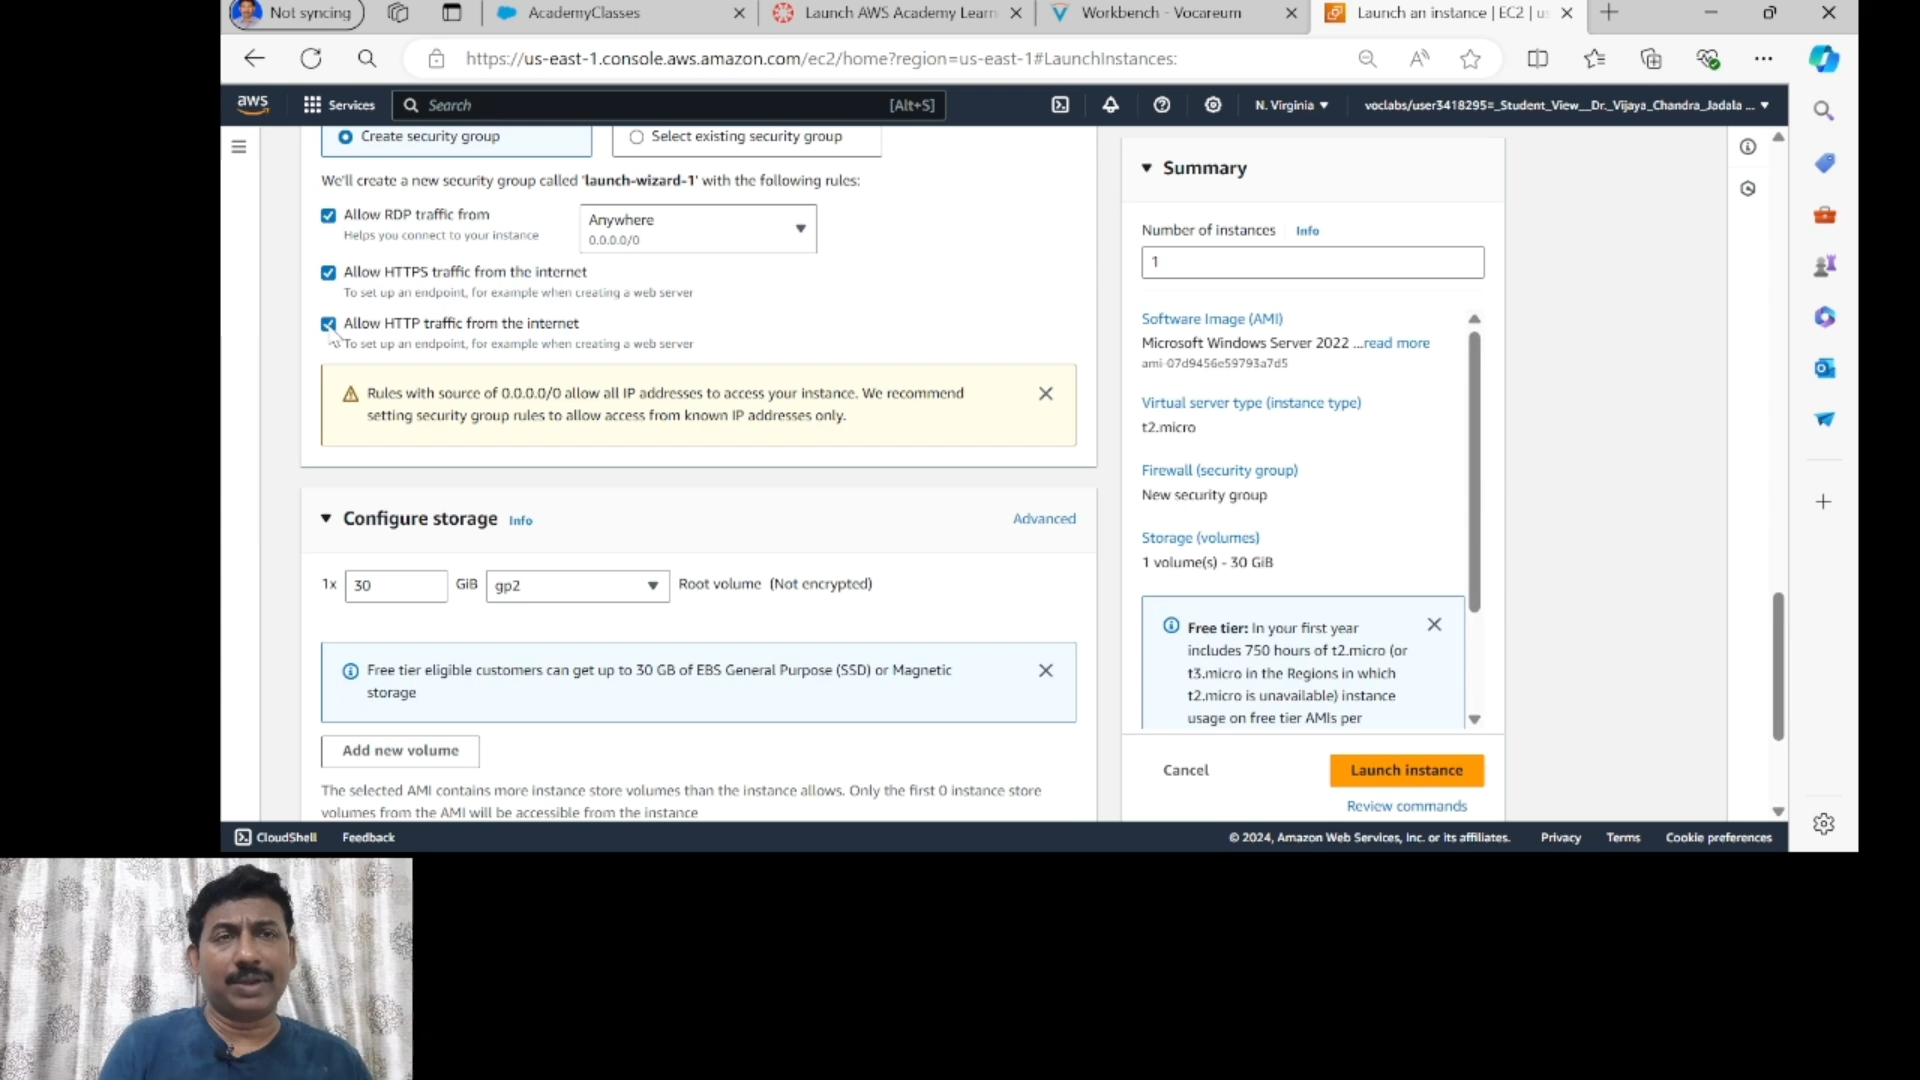 Not syncing
AcademyClasses
Launch AWS Academy Learn
Workbench - Vocareum
Launch an instance | EC2 | us
https://us-east-1.console.aws.amazon.com/ec2/home?region=us-east-1#LaunchInstances:
aws
Services
Search
[Alt+S]
N. Virginia
voclabs/user3418295=_Student_View__Dr._Vijaya_Chandra_Jadala ...
Create security group
Select existing security group
We'll create a new security group called 'launch-wizard-1' with the following rules:
Allow RDP traffic from
Helps you connect to your instance
Anywhere
0.0.0.0/0
Allow HTTPS traffic from the internet
To set up an endpoint, for example when creating a web server
Allow HTTP traffic from the internet
To set up an endpoint, for example when creating a web server
Rules with source of 0.0.0.0/0 allow all IP addresses to access your instance. We recommend
setting security group rules to allow access from known IP addresses only.
Configure storage
Info
Advanced
1x
30
GiB
gp2
Root volume (Not encrypted)
Free tier eligible customers can get up to 30 GB of EBS General Purpose (SSD) or Magnetic
storage
Add new volume
The selected AMI contains more instance store volumes than the instance allows. Only the first 0 instance store
volumes from the AMI will be accessible from the instance
Summary
Number of instances
Info
1
Software Image (AMI)
Microsoft Windows Server 2022 ...read more
ami-07d9456e59793a7d5
Virtual server type (instance type)
t2.micro
Firewall (security group)
New security group
Storage (volumes)
1 volume(s) - 30 GiB
Free tier: In your first year
includes 750 hours of t2.micro (or
t3.micro in the Regions in which
t2.micro is unavailable) instance
usage on free tier AMIs per
Cancel
Launch instance
Review commands
CloudShell
Feedback
© 2024, Amazon Web Services, Inc. or its affiliates.
Privacy
Terms
Cookie preferences